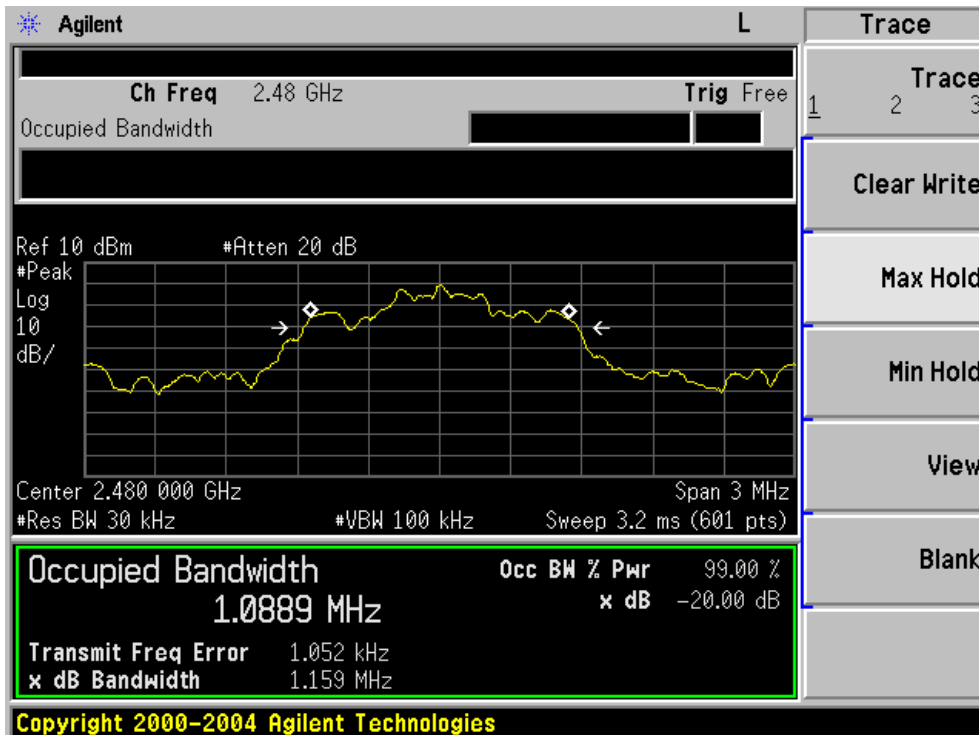 Agilent L Trace
Ch Freq 2.48 GHz Trig Free
Occupied Bandwidth
Trace
1 2 3
Clear Write
Max Hold
Min Hold
View
Blank
Ref 10 dBm #Atten 20 dB
#Peak
Log
10
dB/
Center 2.480 000 GHz Span 3 MHz
#Res BW 30 kHz #VBW 100 kHz Sweep 3.2 ms (601 pts)
Occupied Bandwidth Occ BW % Pwr 99.00 %
1.0889 MHz x dB -20.00 dB
Transmit Freq Error 1.052 kHz
x dB Bandwidth 1.159 MHz
Copyright 2000-2004 Agilent Technologies